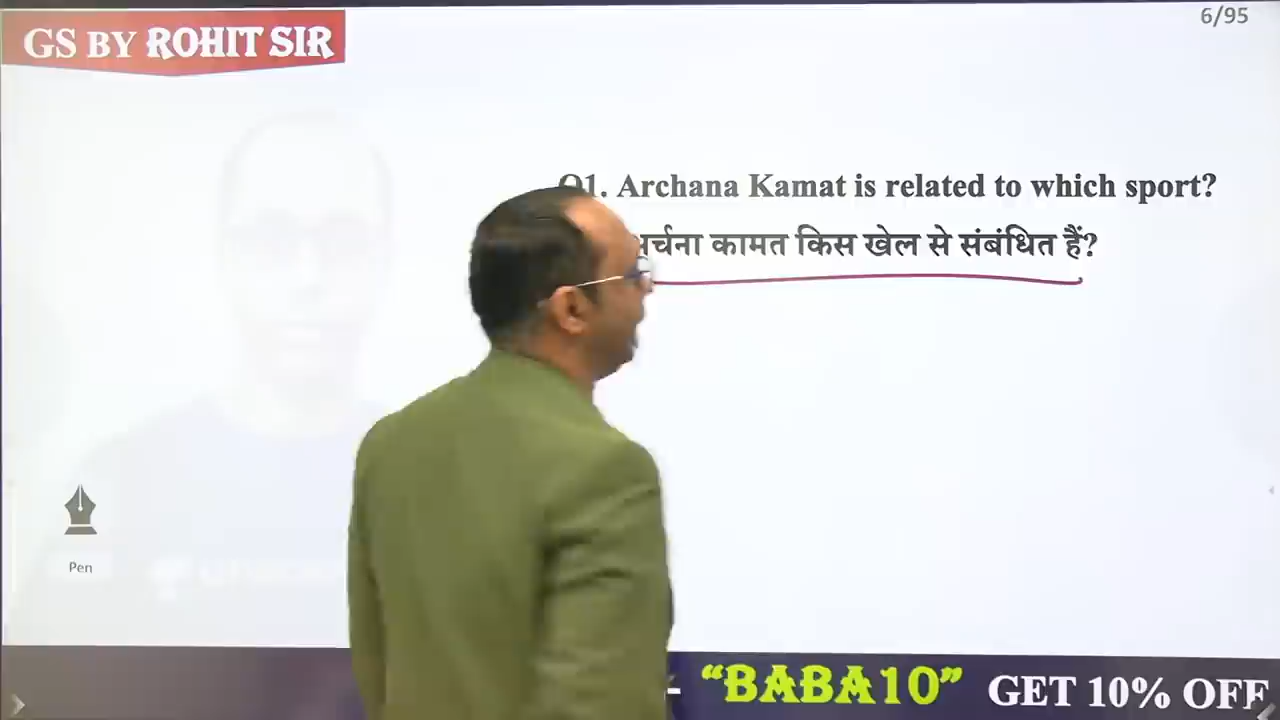 GS BY ROHIT SIR
6/95
Q1. Archana Kamat is related to which sport?
कामत किस खेल से संबंधित हैं?
Pen
- “BABA10” GET 10% OFF